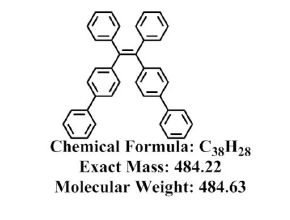 Chemical Formula: C₃₈H₂₈
Exact Mass: 484.22
Molecular Weight: 484.63